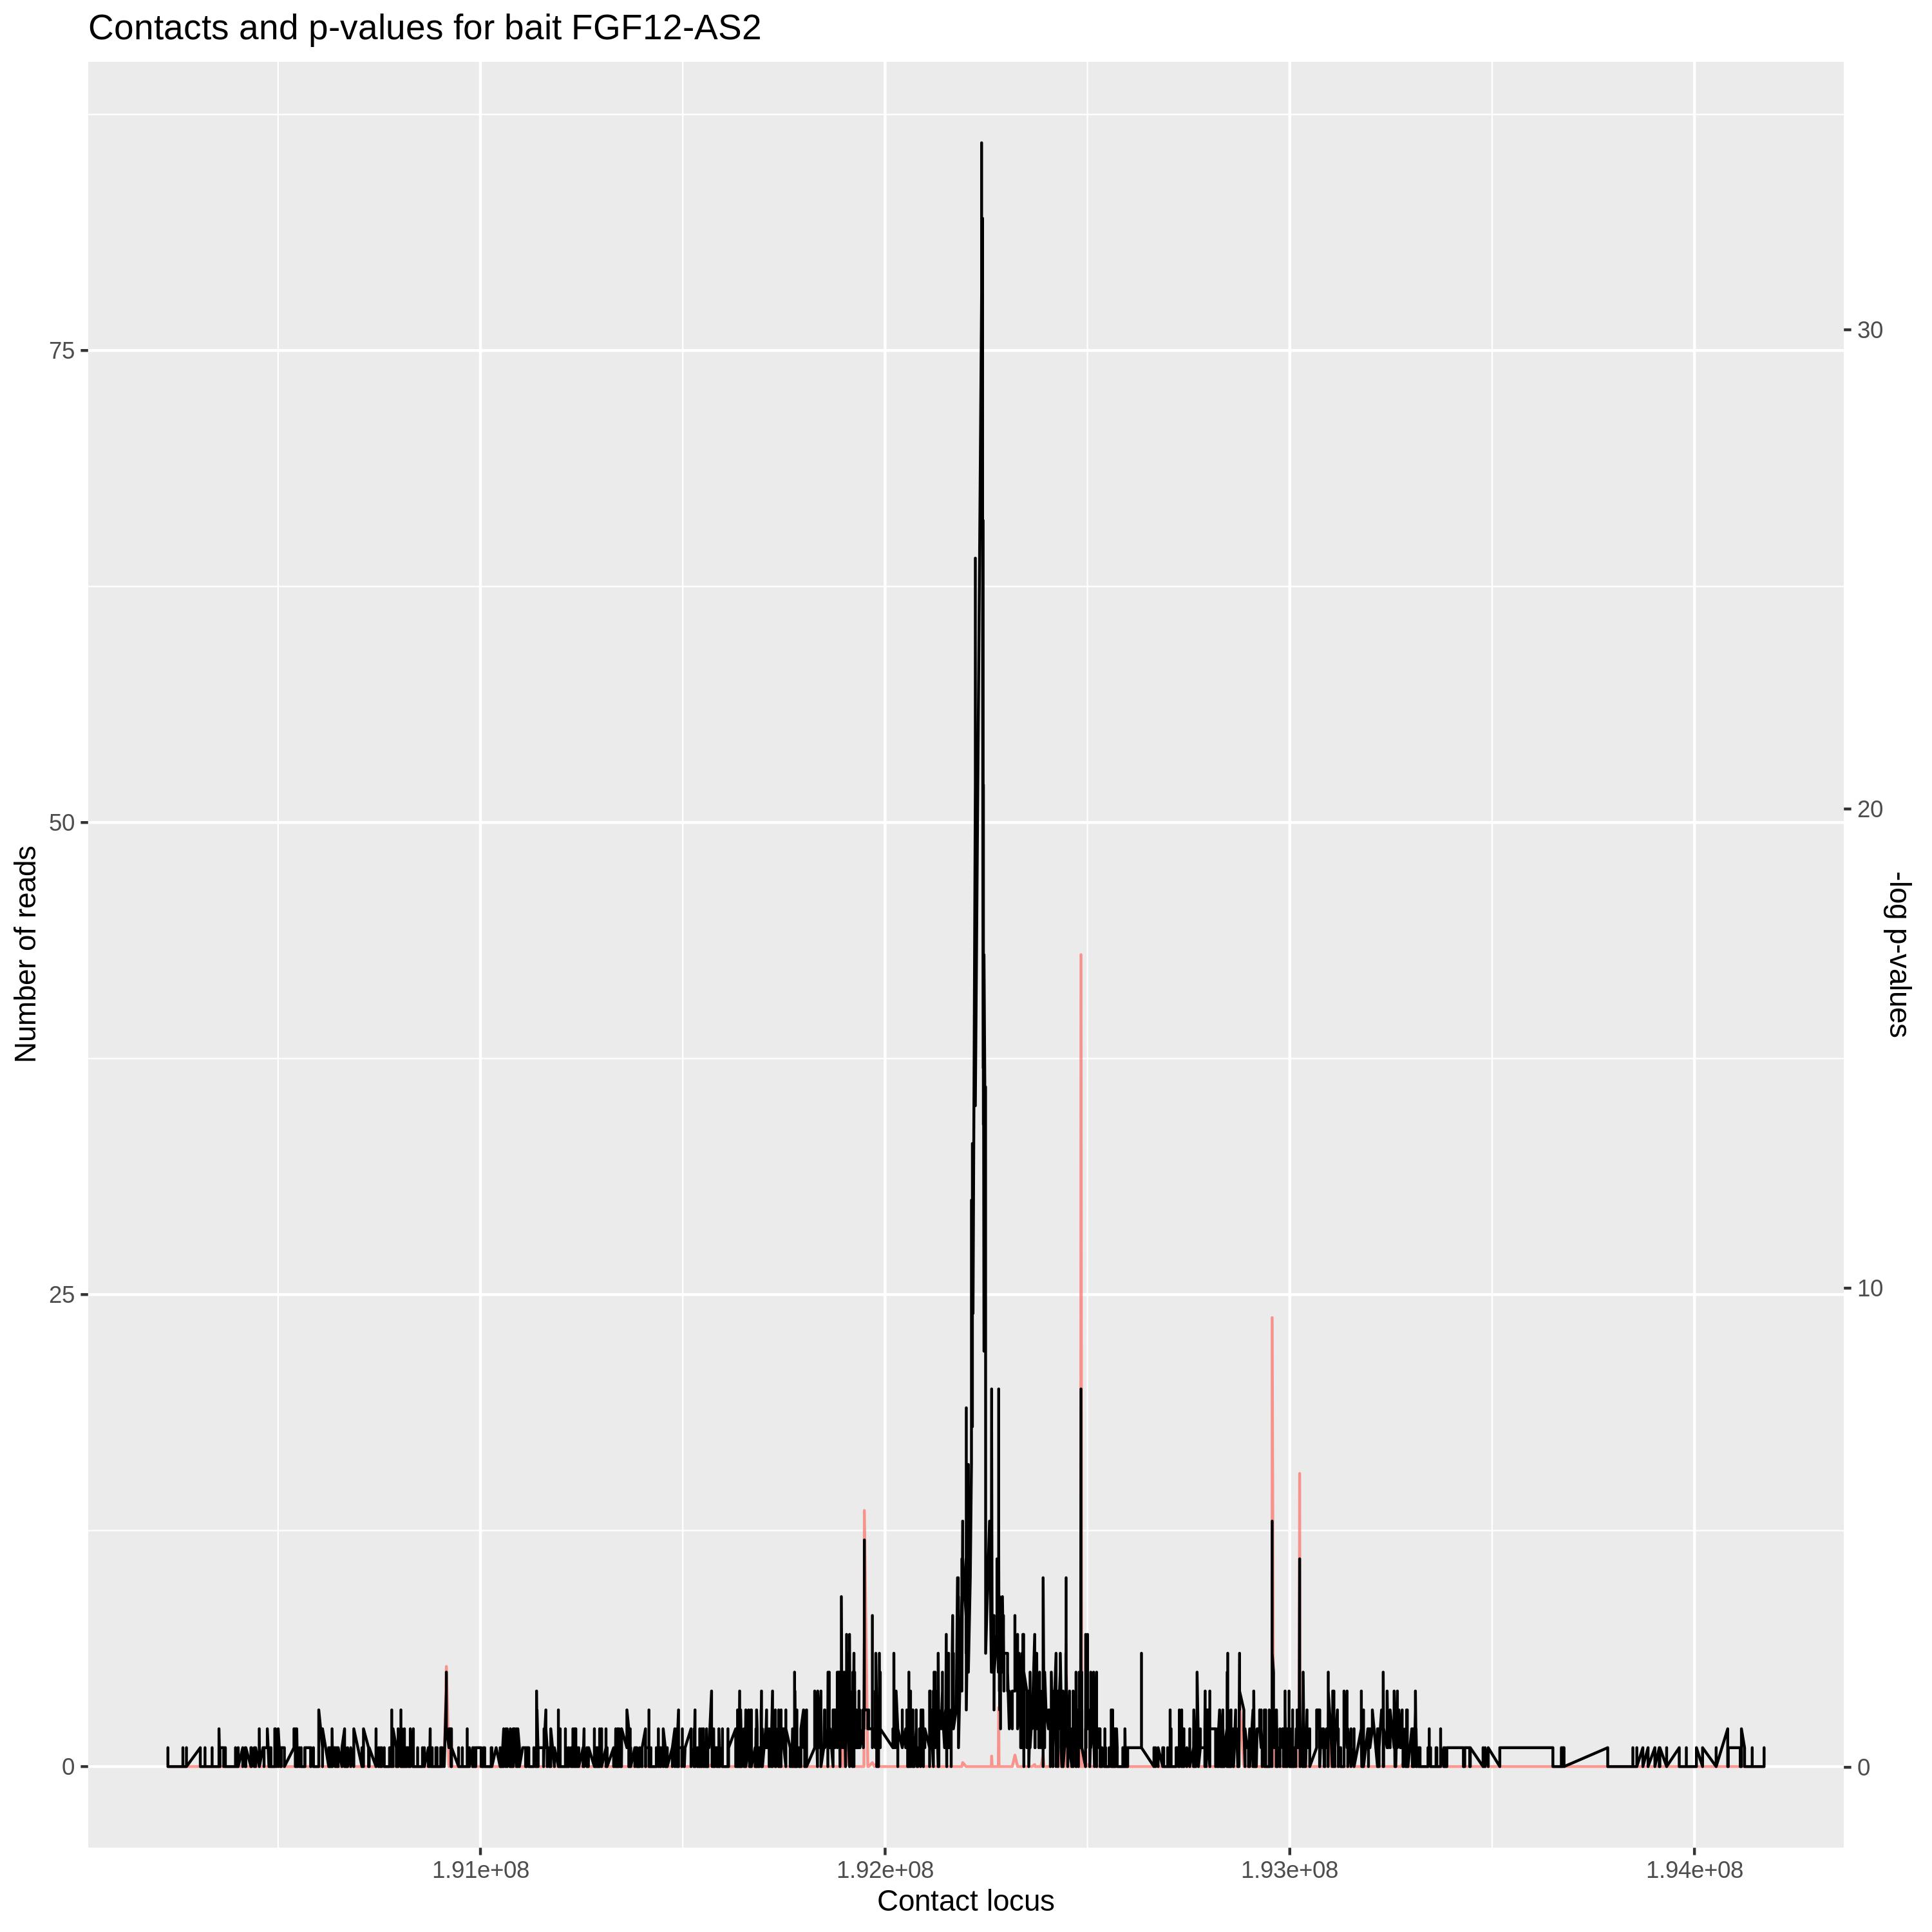 Contacts and p-values for bait FGF12-AS2
75
50
25
0
30
20
10
0
Number of reads
-log p-values
1.91e+08
1.92e+08
1.93e+08
1.94e+08
Contact locus